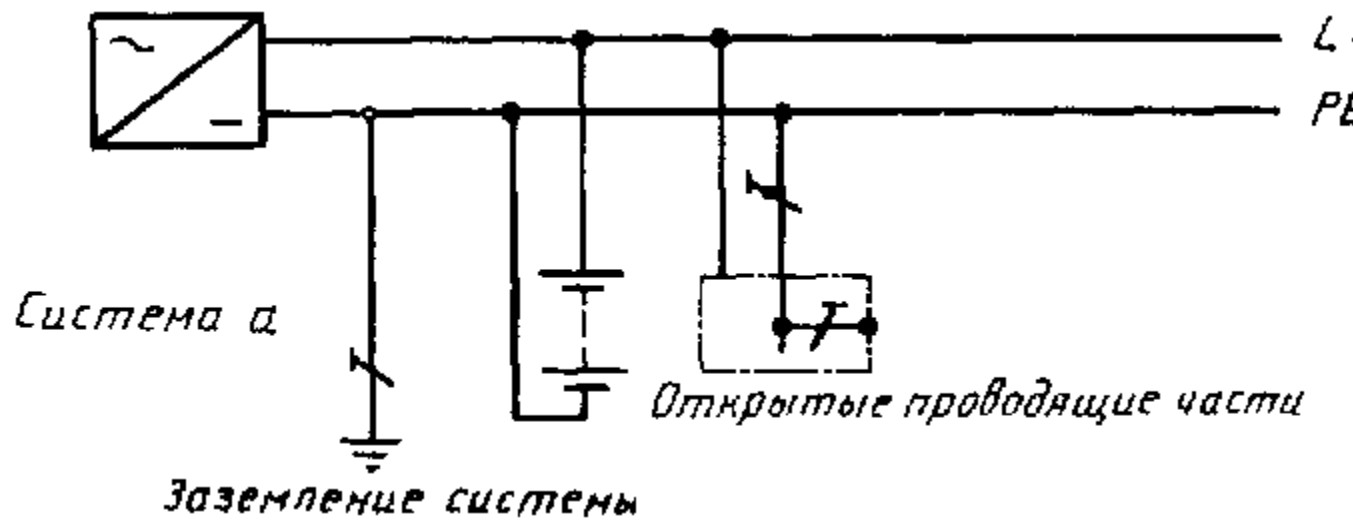 L
PE
Система а
Открытые проводящие части
Заземление системы